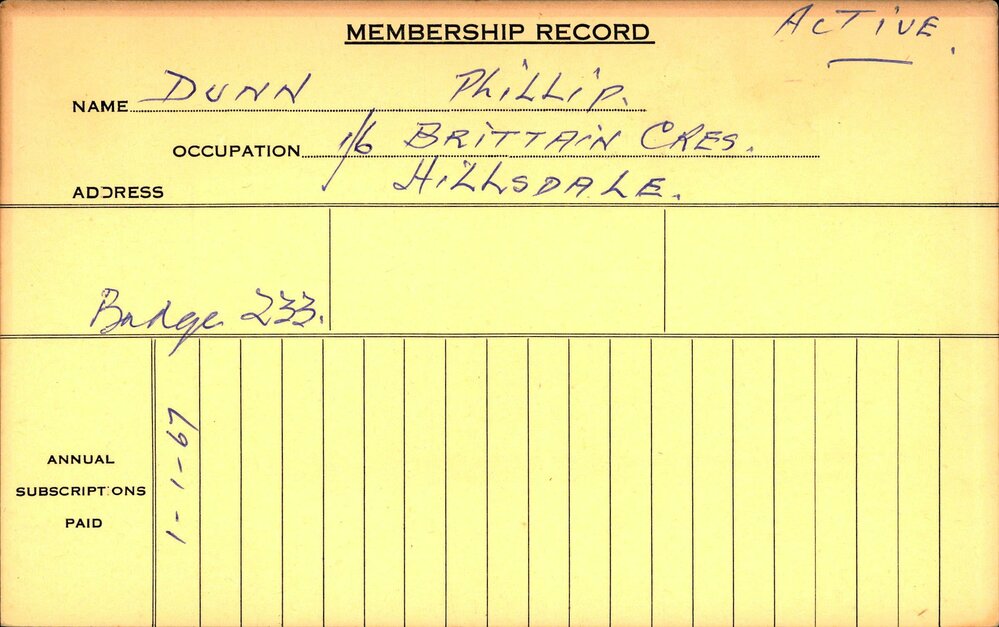 ACTIVE.
MEMBERSHIP RECORD
NAME DUNN PHILLIP.
OCCUPATION 1/6 BRITTAIN CRES.
ADDRESS HILLSDALE.
Badge 233.
1-1-67
ANNUAL
SUBSCRIPTIONS
PAID